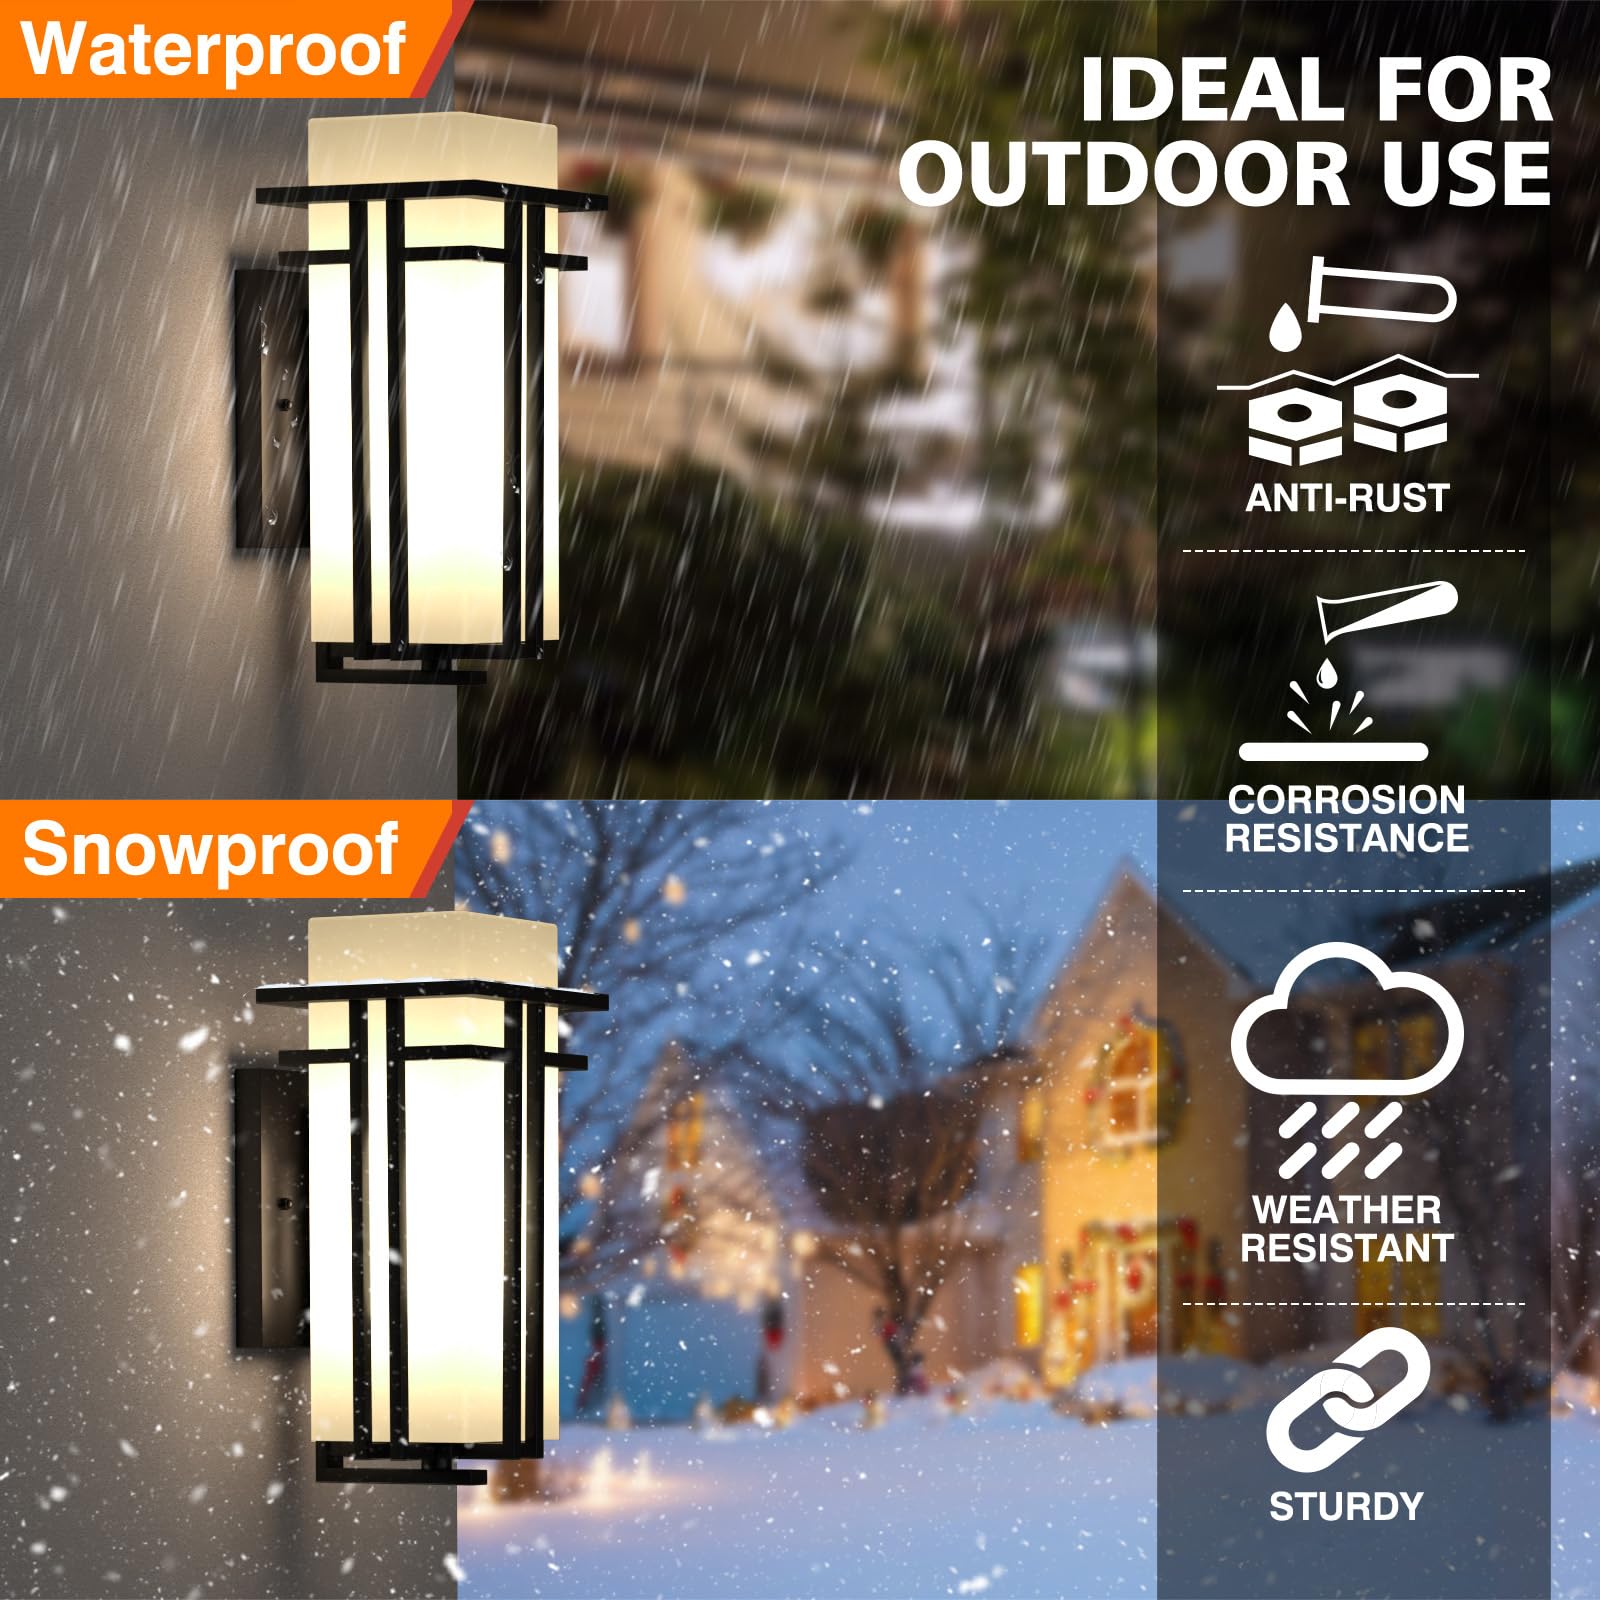 Waterproof
IDEAL FOR
OUTDOOR USE
ANTI-RUST
CORROSION
RESISTANCE
Snowproof
WEATHER
RESISTANT
STURDY